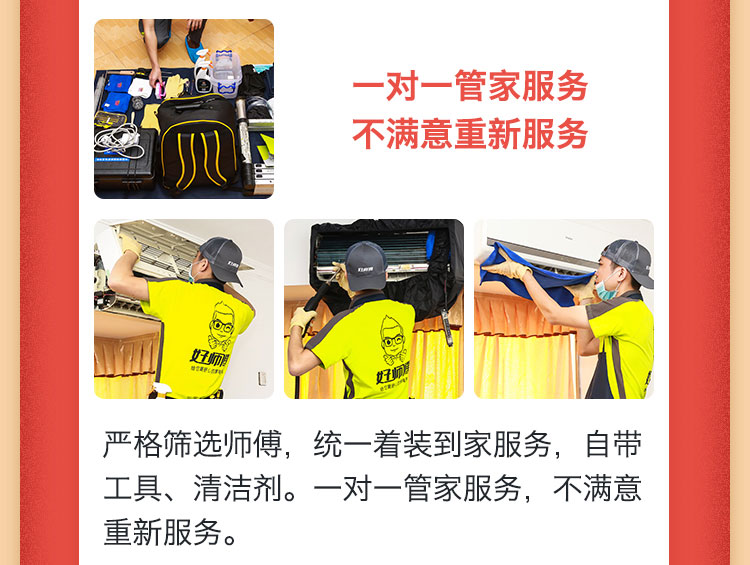 一对一管家服务
不满意重新服务
好师傅
好师傅
严格筛选师傅，统一着装到家服务，自带
工具、清洁剂。一对一管家服务，不满意
重新服务。